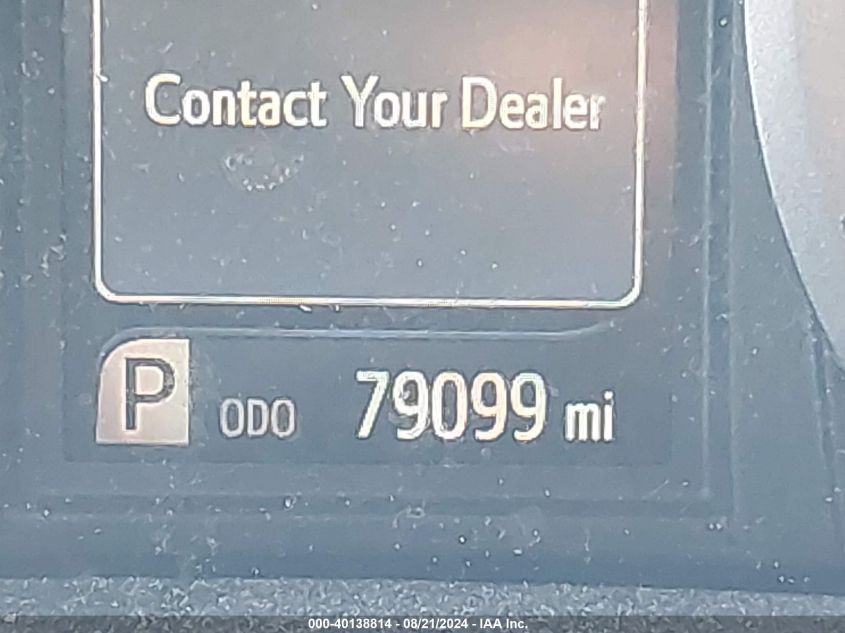 Contact Your Dealer
P ODO 79099 mi
000-40138814 - 08/21/2024 - IAA Inc.